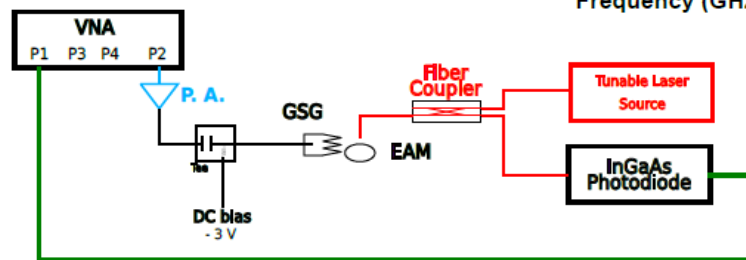 Frequency (GH
VNA
P1 P3 P4 P2
P. A.
Fiber
Coupler
Tunable Laser
Source
GSG
EAM
InGaAs
Photodiode
Tee
DC bias
- 3 V